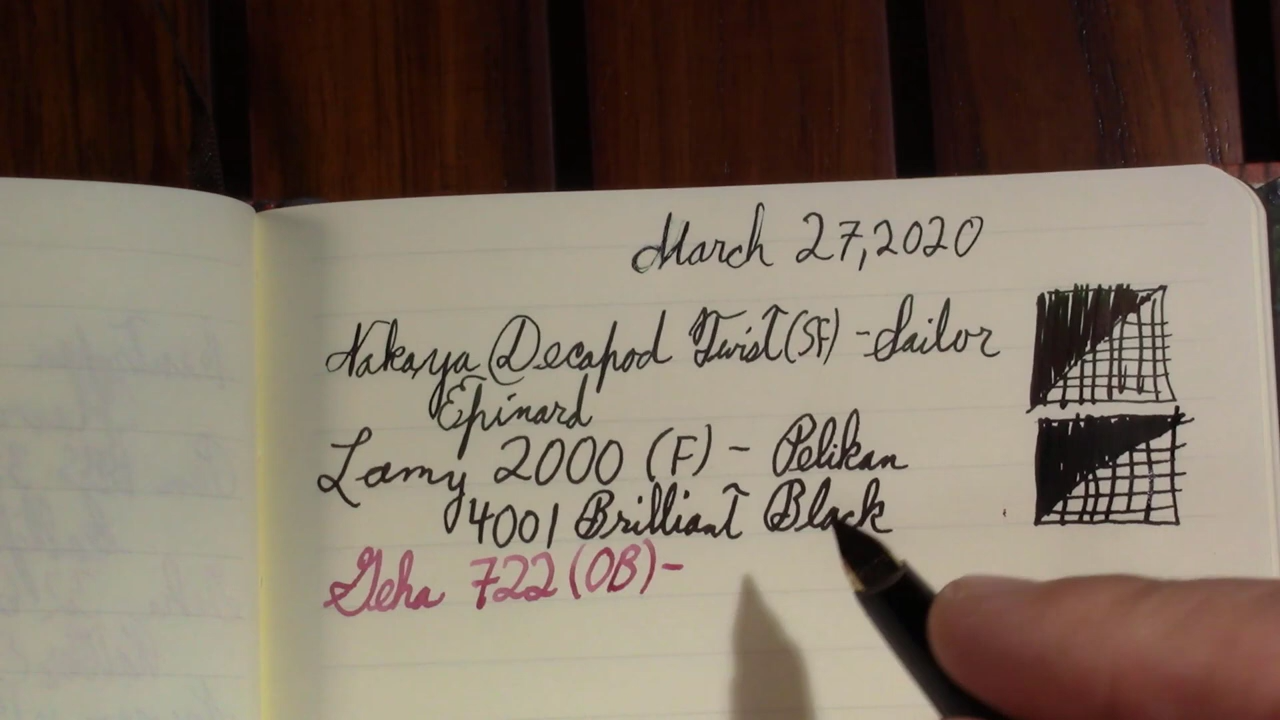 March 27, 2020
Nakaya Decapod Twist (SF) - Sailor
Epinard
Lamy 2000 (F) - Pelikan
4001 Brilliant Black
Geha 722 (OB) -